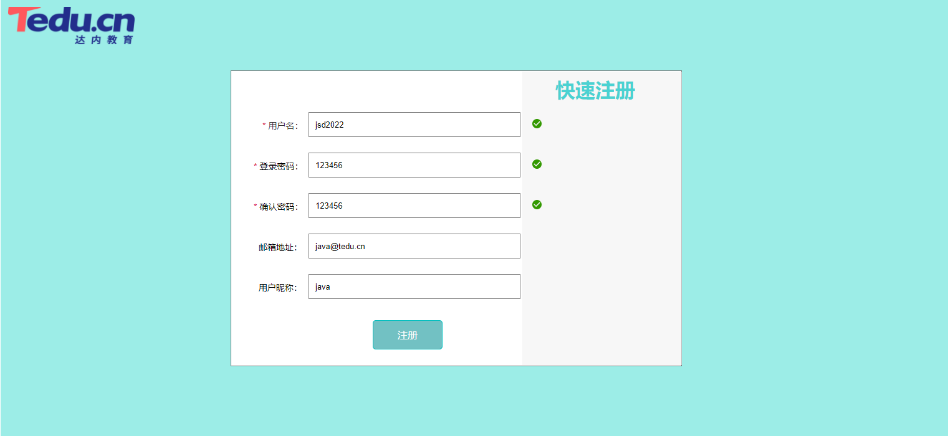 Tedu.cn
达内教育
快速注册
* 用户名： jsd2022
* 登录密码： 123456
* 确认密码： 123456
邮箱地址： java@tedu.cn
用户昵称： java
注册